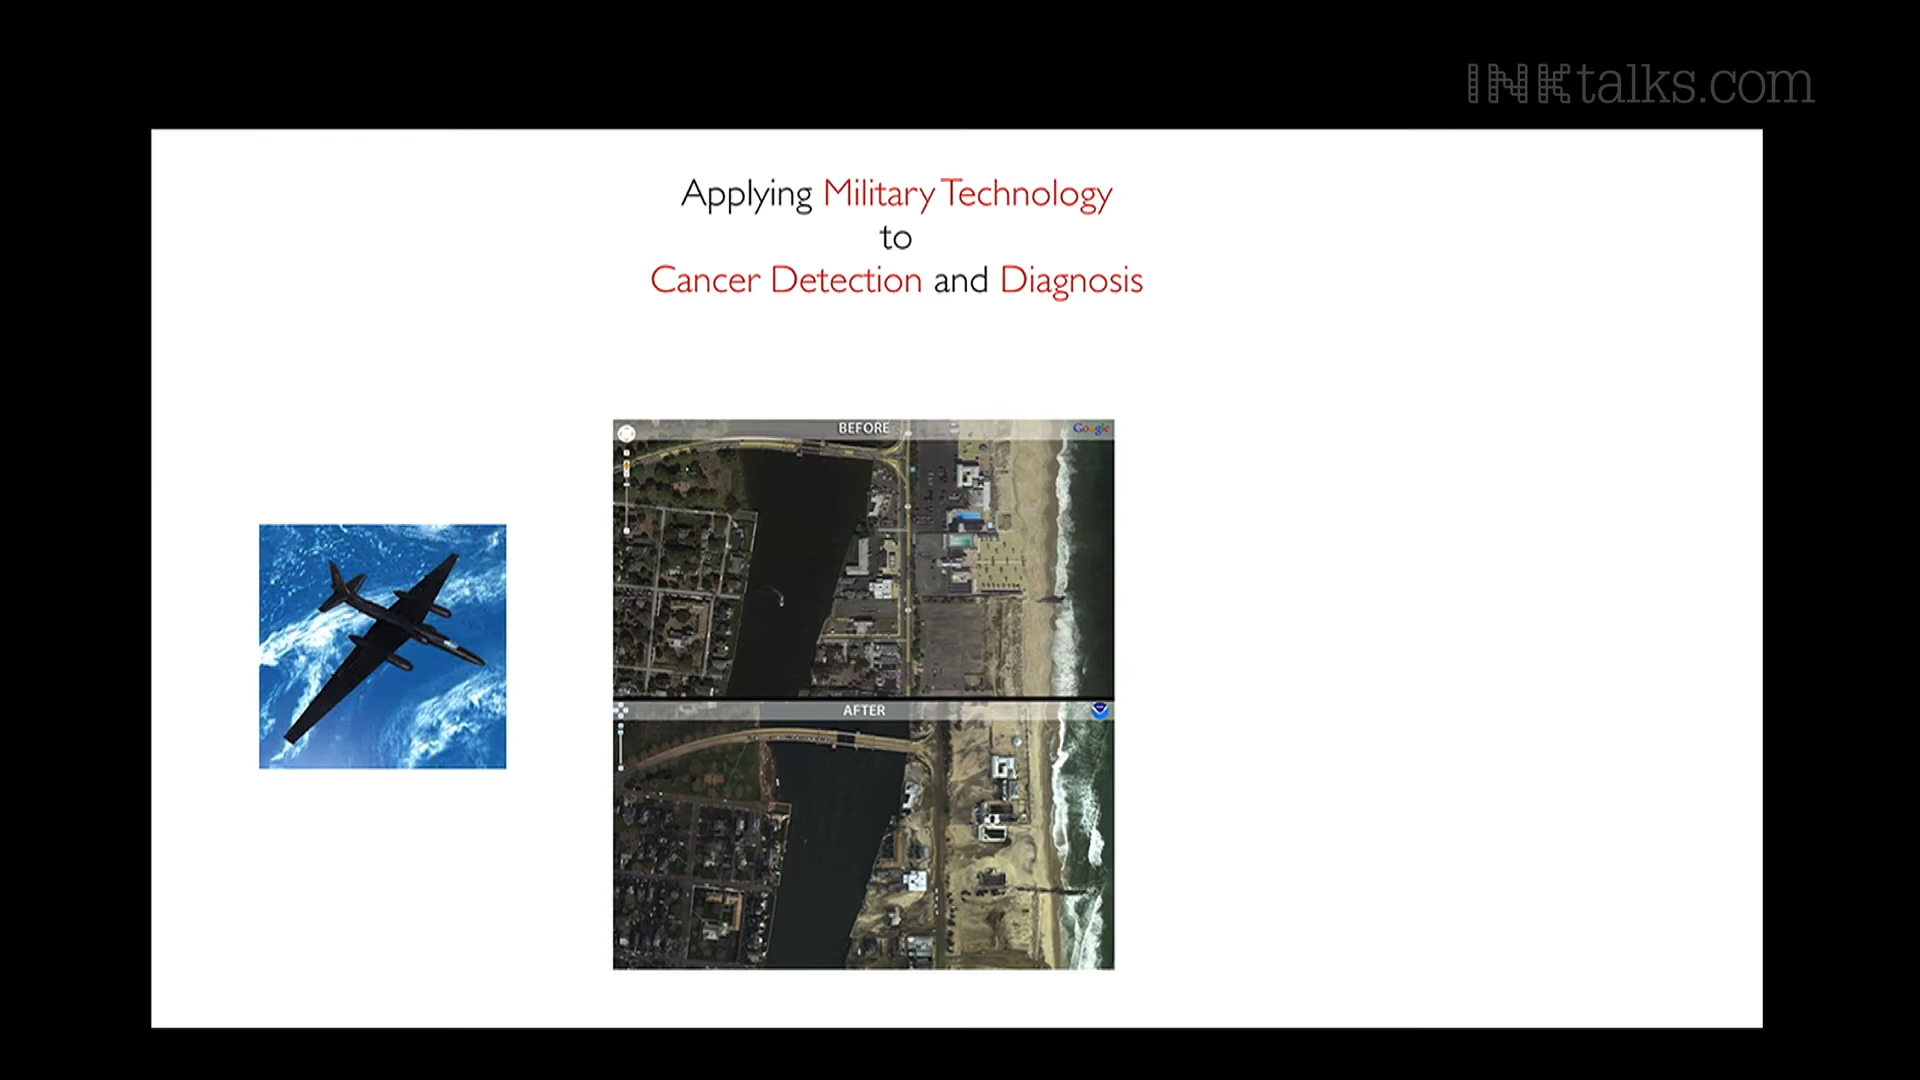 INKtalks.com
Applying Military Technology
to
Cancer Detection and Diagnosis
BEFORE
Google
AFTER